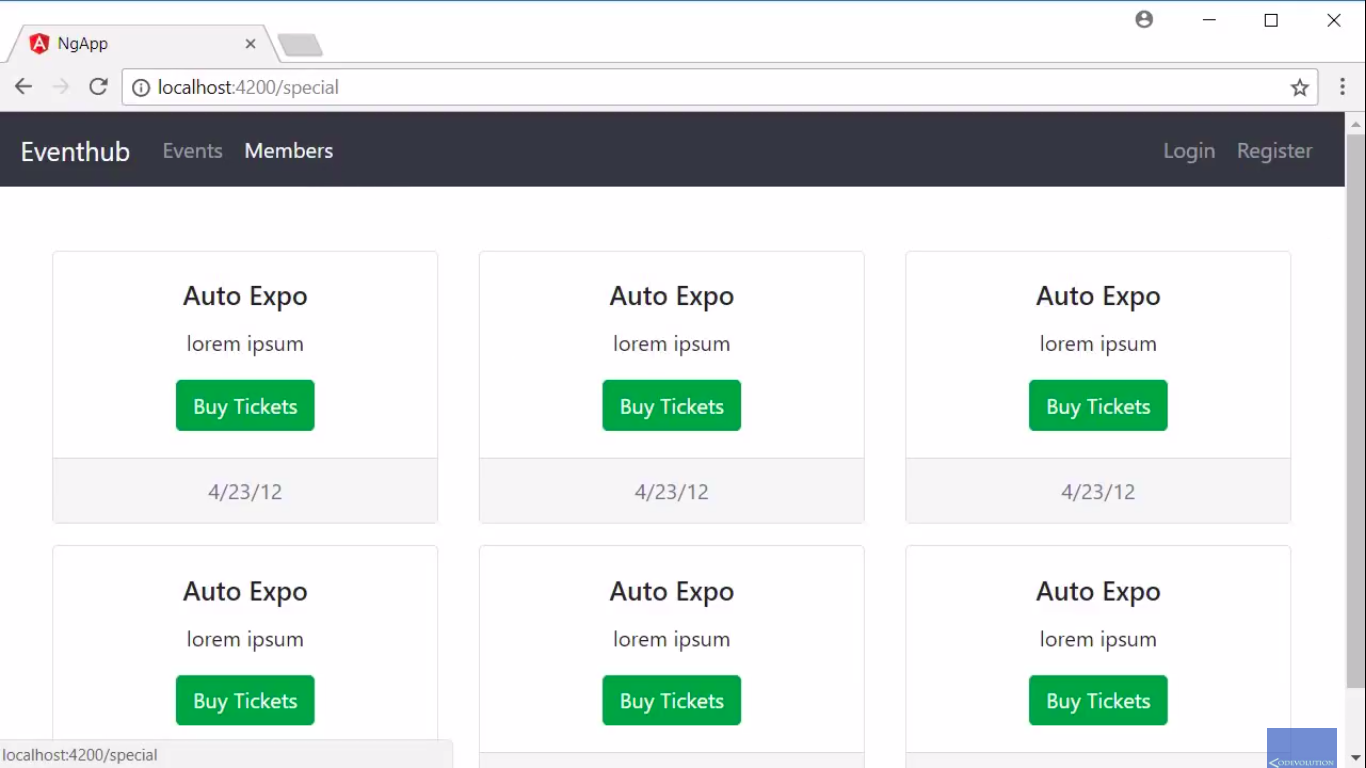 NgApp
localhost:4200/special
Eventhub Events Members Login Register
Auto Expo Auto Expo Auto Expo
lorem ipsum lorem ipsum lorem ipsum
Buy Tickets Buy Tickets Buy Tickets
4/23/12 4/23/12 4/23/12
Auto Expo Auto Expo Auto Expo
lorem ipsum lorem ipsum lorem ipsum
Buy Tickets Buy Tickets Buy Tickets
localhost:4200/special
CODEVOLUTION